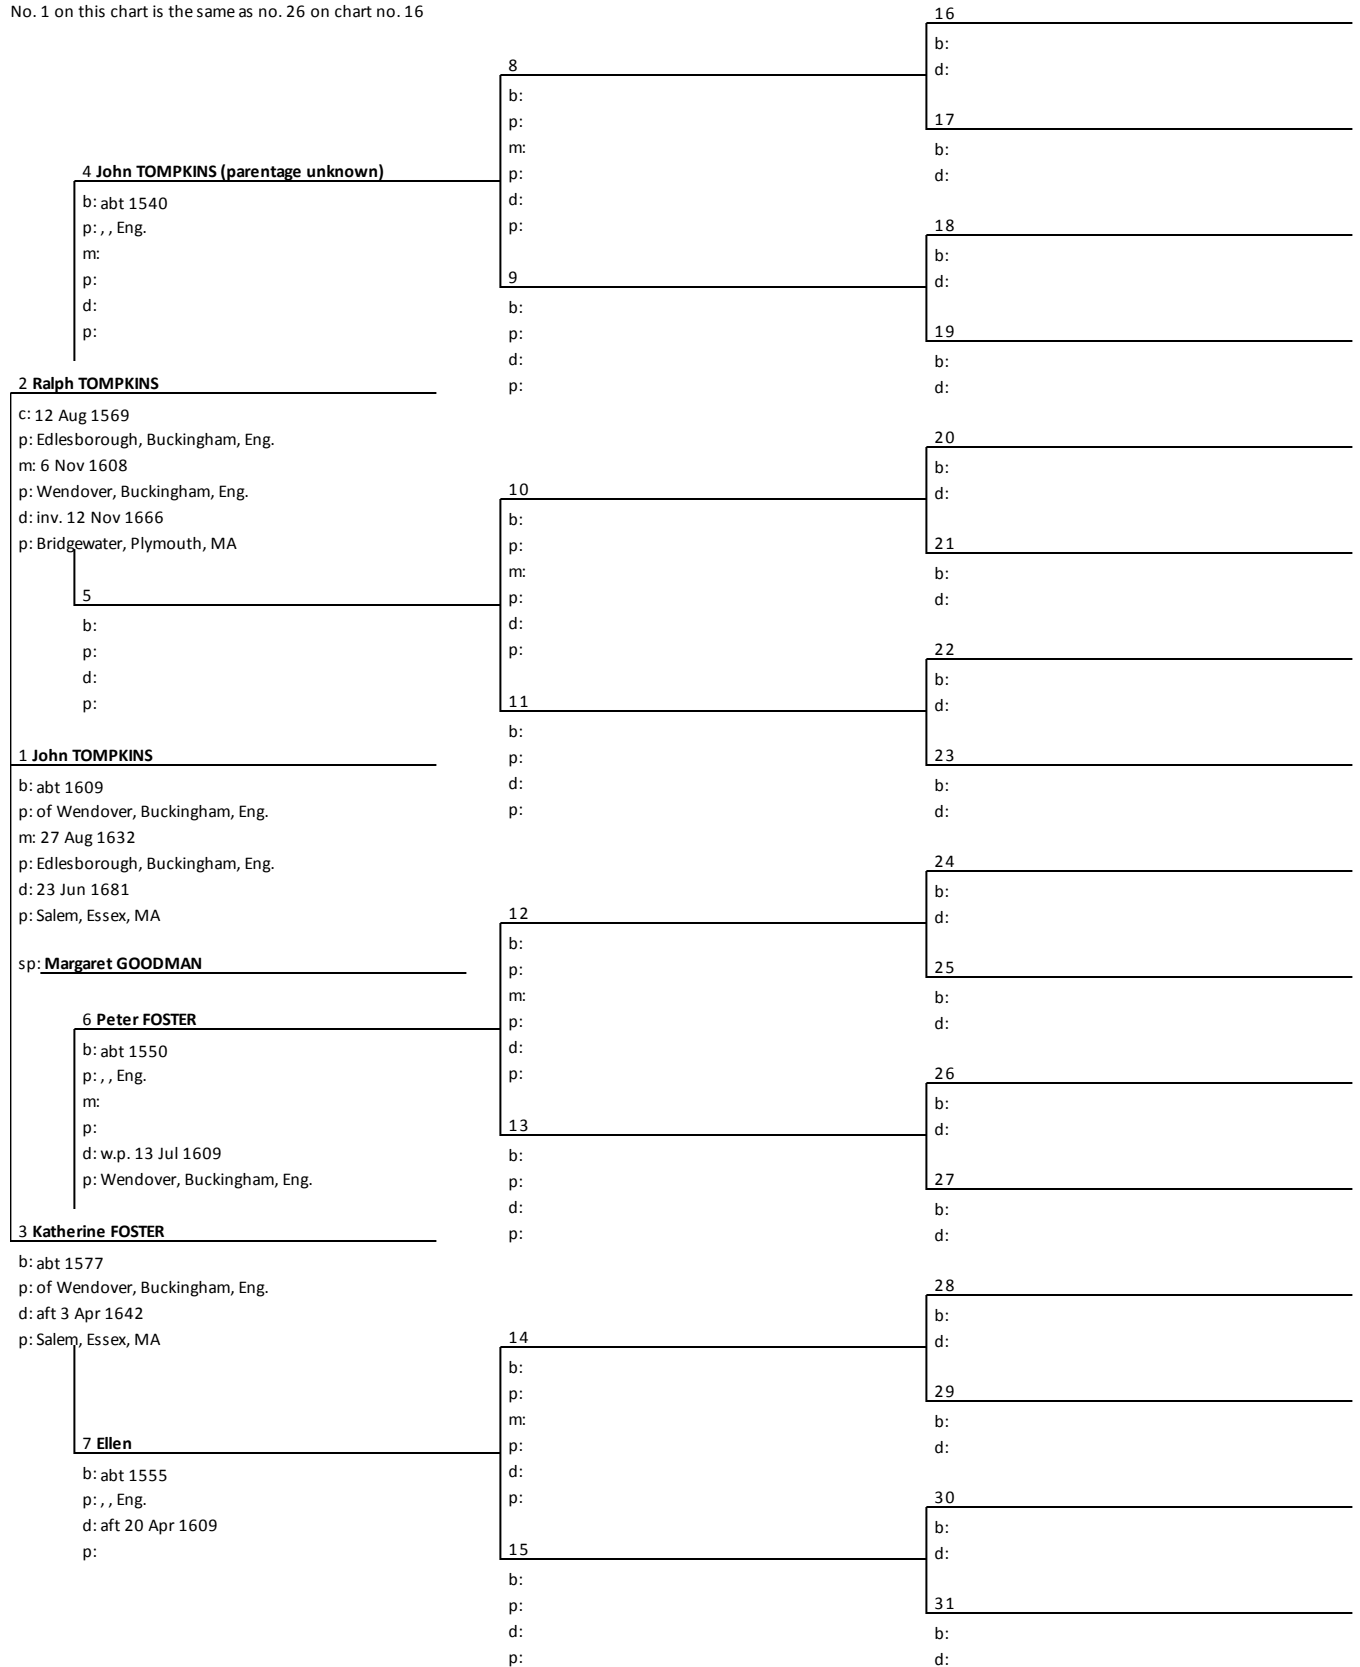 No. 1 on this chart is the same as no. 26 on chart no. 16
16
b:
d:
8
b:
p:
m:
p:
d:
p:
17
b:
d:
4 John TOMPKINS (parentage unknown)
b: abt 1540
p: , , Eng.
m:
p:
d:
p:
18
b:
d:
9
b:
p:
d:
p:
19
b:
d:
2 Ralph TOMPKINS
c: 12 Aug 1569
p: Edlesborough, Buckingham, Eng.
m: 6 Nov 1608
p: Wendover, Buckingham, Eng.
d: inv. 12 Nov 1666
p: Bridgewater, Plymouth, MA
20
b:
d:
10
b:
p:
m:
p:
d:
p:
21
b:
d:
5
b:
p:
d:
p:
22
b:
d:
11
b:
p:
d:
p:
23
b:
d:
1 John TOMPKINS
b: abt 1609
p: of Wendover, Buckingham, Eng.
m: 27 Aug 1632
p: Edlesborough, Buckingham, Eng.
d: 23 Jun 1681
p: Salem, Essex, MA
sp: Margaret GOODMAN
24
b:
d:
12
b:
p:
m:
p:
d:
p:
25
b:
d:
6 Peter FOSTER
b: abt 1550
p: , , Eng.
m:
p:
d: w.p. 13 Jul 1609
p: Wendover, Buckingham, Eng.
26
b:
d:
13
b:
p:
d:
p:
27
b:
d:
3 Katherine FOSTER
b: abt 1577
p: of Wendover, Buckingham, Eng.
d: aft 3 Apr 1642
p: Salem, Essex, MA
28
b:
d:
14
b:
p:
m:
p:
d:
p:
29
b:
d:
7 Ellen
b: abt 1555
p: , , Eng.
d: aft 20 Apr 1609
p:
30
b:
d:
15
b:
p:
d:
p:
31
b:
d: